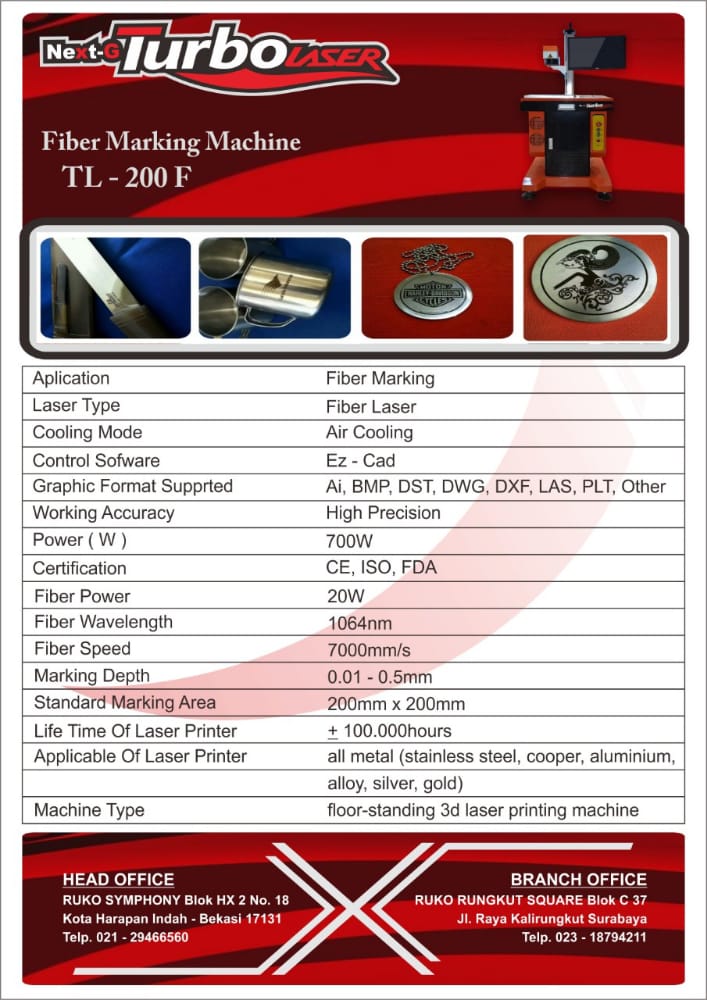 Next-G Turbo LASER
Fiber Marking Machine
TL - 200 F
MOTOR
HARLEY-DAVIDSON
CYCLES
Aplication Fiber Marking
Laser Type Fiber Laser
Cooling Mode Air Cooling
Control Sofware Ez - Cad
Graphic Format Supprted Ai, BMP, DST, DWG, DXF, LAS, PLT, Other
Working Accuracy High Precision
Power ( W ) 700W
Certification CE, ISO, FDA
Fiber Power 20W
Fiber Wavelength 1064nm
Fiber Speed 7000mm/s
Marking Depth 0.01 - 0.5mm
Standard Marking Area 200mm x 200mm
Life Time Of Laser Printer ± 100.000hours
Applicable Of Laser Printer all metal (stainless steel, cooper, aluminium,
alloy, silver, gold)
Machine Type floor-standing 3d laser printing machine
HEAD OFFICE
RUKO SYMPHONY Blok HX 2 No. 18
Kota Harapan Indah - Bekasi 17131
Telp. 021 - 29466560
BRANCH OFFICE
RUKO RUNGKUT SQUARE Blok C 37
Jl. Raya Kalirungkut Surabaya
Telp. 023 - 18794211